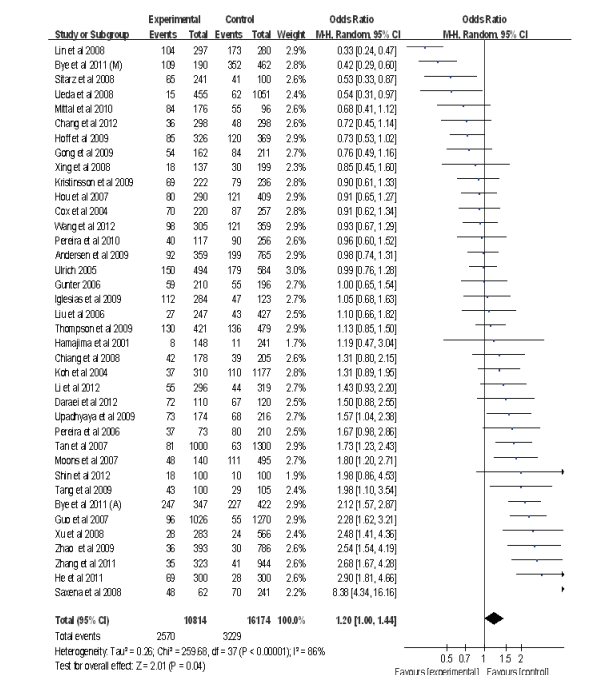 Experimental Control Odds Ratio Odds Ratio
Study or Subgroup Events Total Events Total Weight M-H, Random, 95% CI M-H, Random, 95% CI
Lin et al 2008 104 297 173 280 2.9% 0.33 [0.24, 0.47]
Bye et al 2011 (M) 109 190 352 462 2.8% 0.42 [0.29, 0.60]
Sitarz et al 2008 65 241 41 100 2.6% 0.53 [0.33, 0.87]
Ueda et al 2008 15 455 62 1051 2.5% 0.54 [0.31, 0.97]
Mittal et al 2010 84 176 55 96 2.6% 0.68 [0.41, 1.12]
Chang et al 2012 36 298 48 298 2.6% 0.72 [0.45, 1.14]
Hoff et al 2009 85 326 120 369 2.9% 0.73 [0.53, 1.02]
Gong et al 2009 54 162 84 211 2.7% 0.76 [0.49, 1.16]
Xing et al 2008 18 137 30 199 2.3% 0.85 [0.45, 1.60]
Kristinsson et al 2009 69 222 79 236 2.8% 0.90 [0.61, 1.33]
Hou et al 2007 80 290 121 409 2.8% 0.91 [0.65, 1.27]
Cox et al 2004 70 220 87 257 2.8% 0.91 [0.62, 1.34]
Wang et al 2012 98 305 121 359 2.9% 0.93 [0.67, 1.29]
Pereira et al 2010 40 117 90 256 2.6% 0.96 [0.60, 1.52]
Andersen et al 2009 92 359 199 765 2.9% 0.98 [0.74, 1.31]
Ulrich 2005 150 494 179 584 2.9% 0.99 [0.76, 1.28]
Gunter 2006 59 210 55 196 2.7% 1.00 [0.65, 1.54]
Iglesias et al 2009 112 284 47 123 2.7% 1.05 [0.68, 1.63]
Liu et al 2006 27 247 43 427 2.5% 1.10 [0.66, 1.82]
Thompson et al 2009 130 421 136 479 2.9% 1.13 [0.85, 1.50]
Hamajima et al 2001 8 148 11 241 1.8% 1.19 [0.47, 3.04]
Chiang et al 2008 42 178 39 205 2.6% 1.31 [0.80, 2.15]
Koh et al 2004 37 310 110 1177 2.7% 1.31 [0.89, 1.95]
Li et al 2012 55 296 44 319 2.7% 1.43 [0.93, 2.20]
Daraei et al 2012 72 110 67 120 2.5% 1.50 [0.88, 2.55]
Upadhyaya et al 2009 73 174 68 216 2.7% 1.57 [1.04, 2.38]
Pereira et al 2006 37 73 80 210 2.5% 1.67 [0.98, 2.86]
Tan et al 2007 81 1000 63 1300 2.8% 1.73 [1.23, 2.43]
Moons et al 2007 48 140 111 495 2.7% 1.80 [1.20, 2.71]
Shin et al 2012 18 100 10 100 1.9% 1.98 [0.86, 4.53]
Tang et al 2009 43 100 29 105 2.4% 1.98 [1.10, 3.54]
Bye et al 2011 (A) 247 347 227 422 2.9% 2.12 [1.57, 2.87]
Guo et al 2007 96 1026 55 1270 2.8% 2.28 [1.62, 3.21]
Xu et al 2008 28 283 24 566 2.4% 2.48 [1.41, 4.36]
Zhao et al 2009 36 393 30 786 2.5% 2.54 [1.54, 4.19]
Zhang et al 2011 35 323 41 944 2.6% 2.68 [1.67, 4.28]
He et al 2011 69 300 28 300 2.6% 2.90 [1.81, 4.66]
Saxena et al 2008 48 62 70 241 2.2% 8.38 [4.34, 16.16]
Total (95% CI) 10814 16174 100.0% 1.20 [1.00, 1.44]
Total events 2570 3229
Heterogeneity: Tau² = 0.26; Chi² = 259.68, df = 37 (P < 0.00001); I² = 86%
Test for overall effect: Z = 2.01 (P = 0.04)
0.5 0.7 1 1.5 2
Favours [experimental] Favours [control]